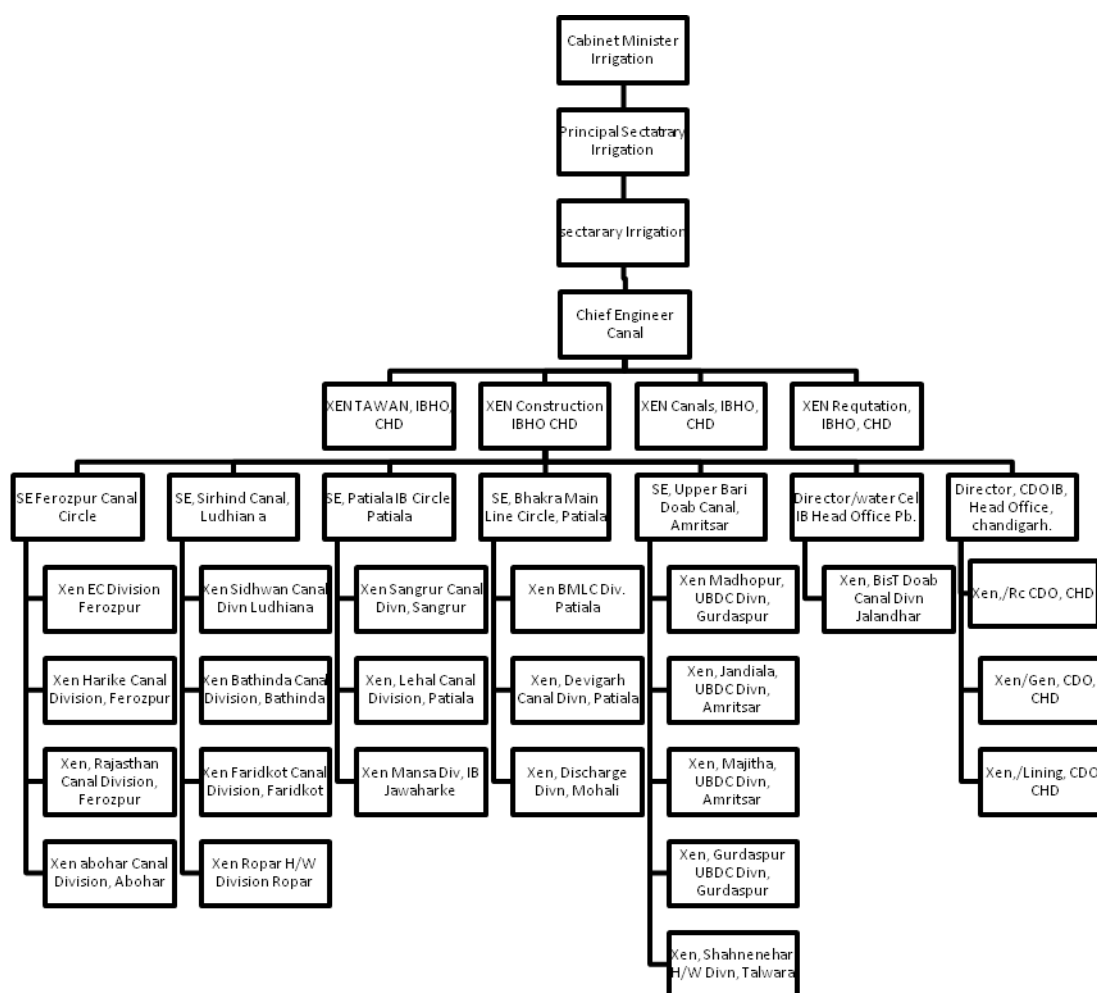 Cabinet Minister
Irrigation
Principal Sectatrary
Irrigation
sectarary Irrigation
Chief Engineer
Canal
XEN TAWAN, IBHO,
CHD
XEN Construction
IBHO CHD
XEN Canals, IBHO,
CHD
XEN Requtation,
IBHO, CHD
SE Ferozpur Canal
Circle
SE, Sirhind Canal,
Ludhiana
SE, Patiala IB Circle
Patiala
SE, Bhakra Main
Line Circle, Patiala
SE, Upper Bari
Doab Canal,
Amritsar
Director/water Cel
IB Head Office Pb.
Director, CDO IB,
Head Office,
chandigarh.
Xen EC Division
Ferozpur
Xen Sidhwan Canal
Divn Ludhiana
Xen Sangrur Canal
Divn, Sangrur
Xen BMLC Div.
Patiala
Xen Madhopur,
UBDC Divn,
Gurdaspur
Xen, BisT Doab
Canal Divn
Jalandhar
Xen,/Rc CDO, CHD
Xen Harike Canal
Division, Ferozpur
Xen Bathinda Canal
Division, Bathinda
Xen, Lehal Canal
Division, Patiala
Xen, Devigarh
Canal Divn, Patiala
Xen, Jandiala,
UBDC Divn,
Amritsar
Xen/Gen, CDO,
CHD
Xen, Rajasthan
Canal Division,
Ferozpur
Xen Faridkot Canal
Division, Faridkot
Xen Mansa Div, IB
Jawaharke
Xen, Discharge
Divn, Mohali
Xen, Majitha,
UBDC Divn,
Amritsar
Xen,/Lining, CDO
CHD
Xen abohar Canal
Division, Abohar
Xen Ropar H/W
Division Ropar
Xen, Gurdaspur
UBDC Divn,
Gurdaspur
Xen, Shahnenehar
H/W Divn, Talwara